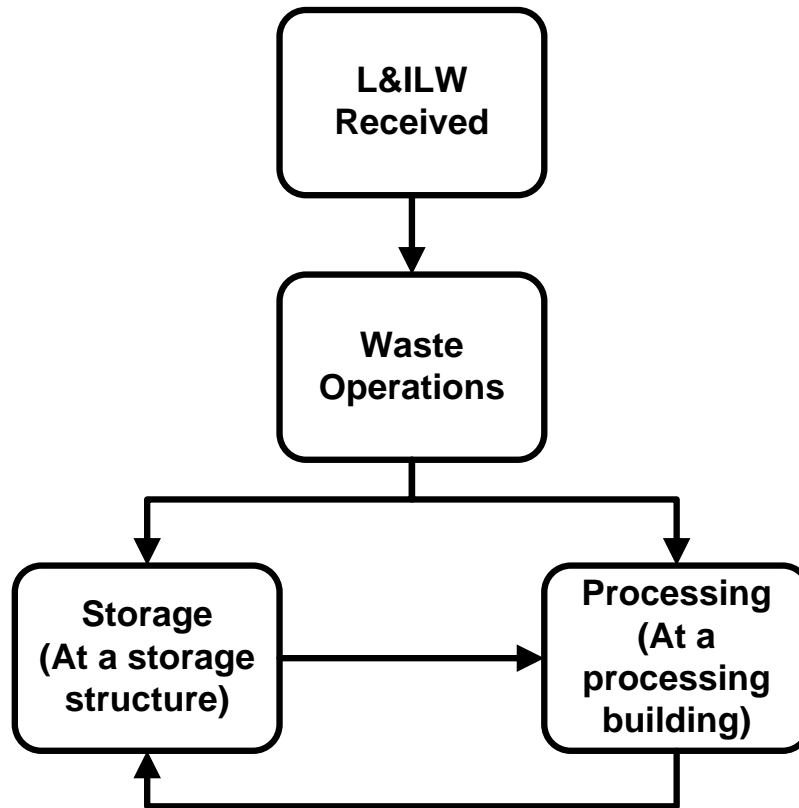 L&ILW
Received
Waste
Operations
Storage
(At a storage
structure)
Processing
(At a
processing
building)